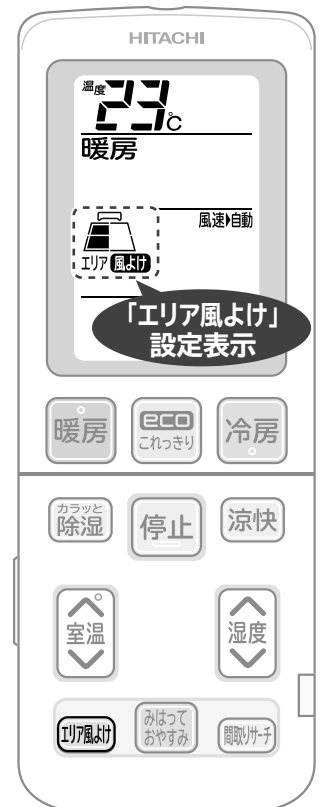 HITACHI
温度 23℃
暖房
風速▶自動
エリア 風よけ
「エリア風よけ」
設定表示
暖房
eco
これっきり
冷房
カラッと
除湿
停止
涼快
室温
湿度
エリア風よけ
みはって
おやすみ
間取りサーチ